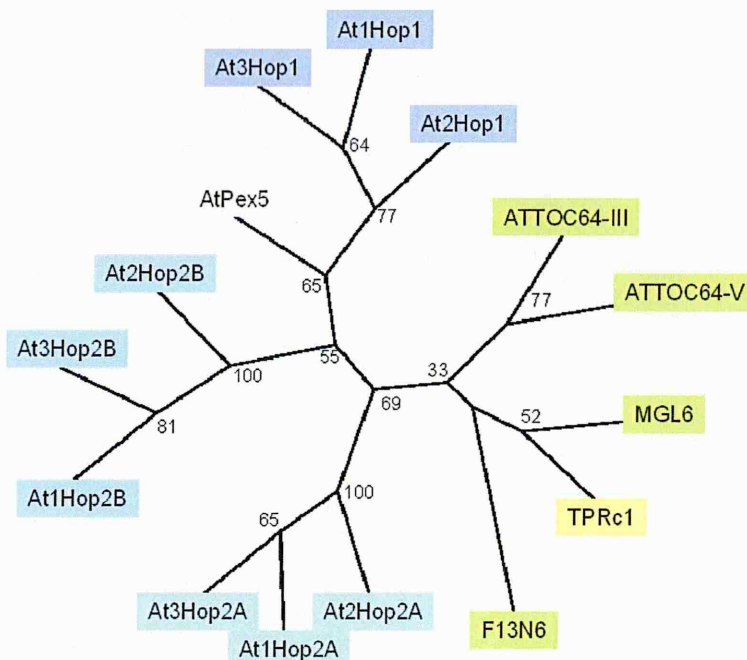 At1Hop1
At3Hop1
At2Hop1
64
AtPex5
77
ATTOC64-III
At2Hop2B
65
77
ATTOC64-V
At3Hop2B
55
100
33
69
52
MGL6
81
At1Hop2B
100
65
TPRc1
At3Hop2A
At2Hop2A
At1Hop2A
F13N6